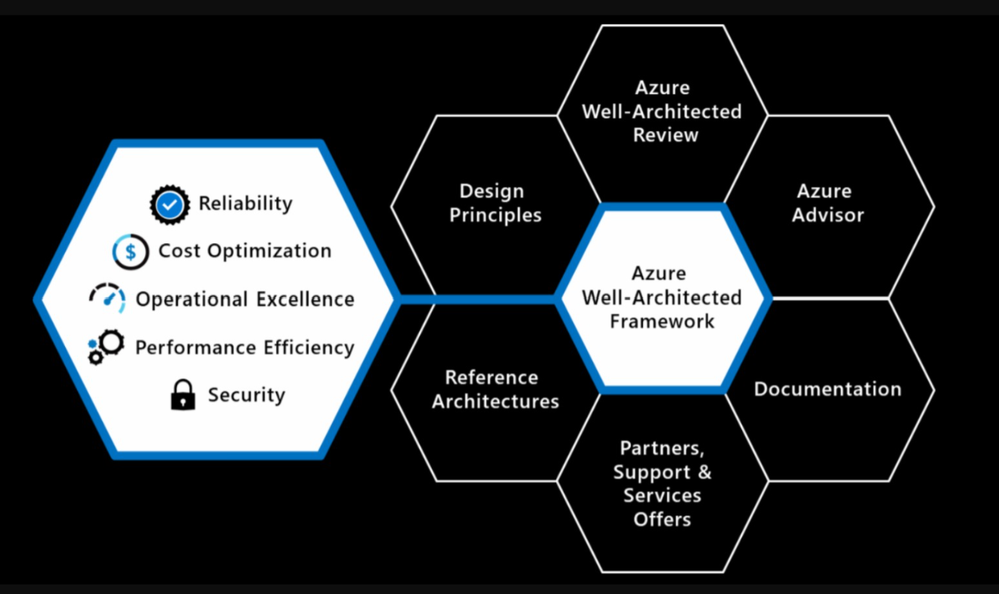 Reliability
$
Cost Optimization
Operational Excellence
Performance Efficiency
Security
Design
Principles
Reference
Architectures
Azure
Well-Architected
Review
Azure
Well-Architected
Framework
Partners,
Support &
Services
Offers
Azure
Advisor
Documentation